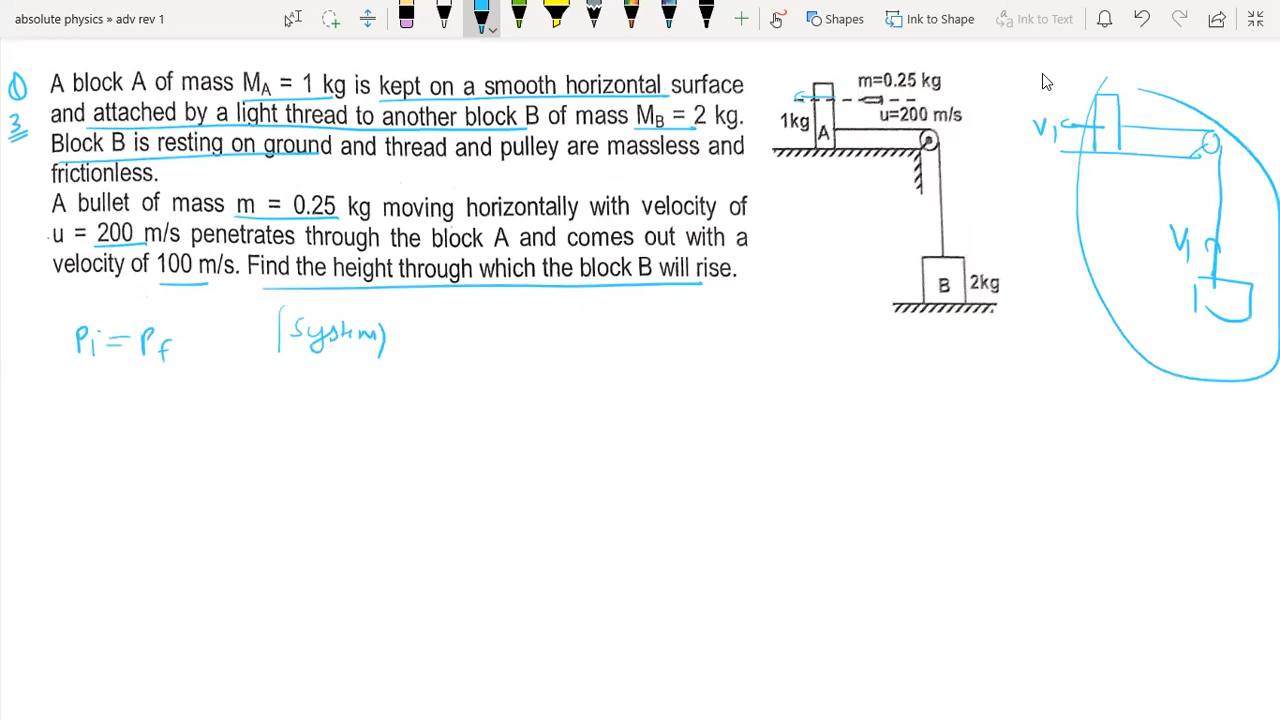 absolute physics » adv rev 1
Shapes
Ink to Shape
Ink to Text
1
3
A block A of mass MA = 1 kg is kept on a smooth horizontal surface
and attached by a light thread to another block B of mass MB = 2 kg.
Block B is resting on ground and thread and pulley are massless and
frictionless.
A bullet of mass m = 0.25 kg moving horizontally with velocity of
u = 200 m/s penetrates through the block A and comes out with a
velocity of 100 m/s. Find the height through which the block B will rise.
m=0.25 kg
u=200 m/s
1kg
A
B
2kg
V1
V1
Pi = Pf (system)